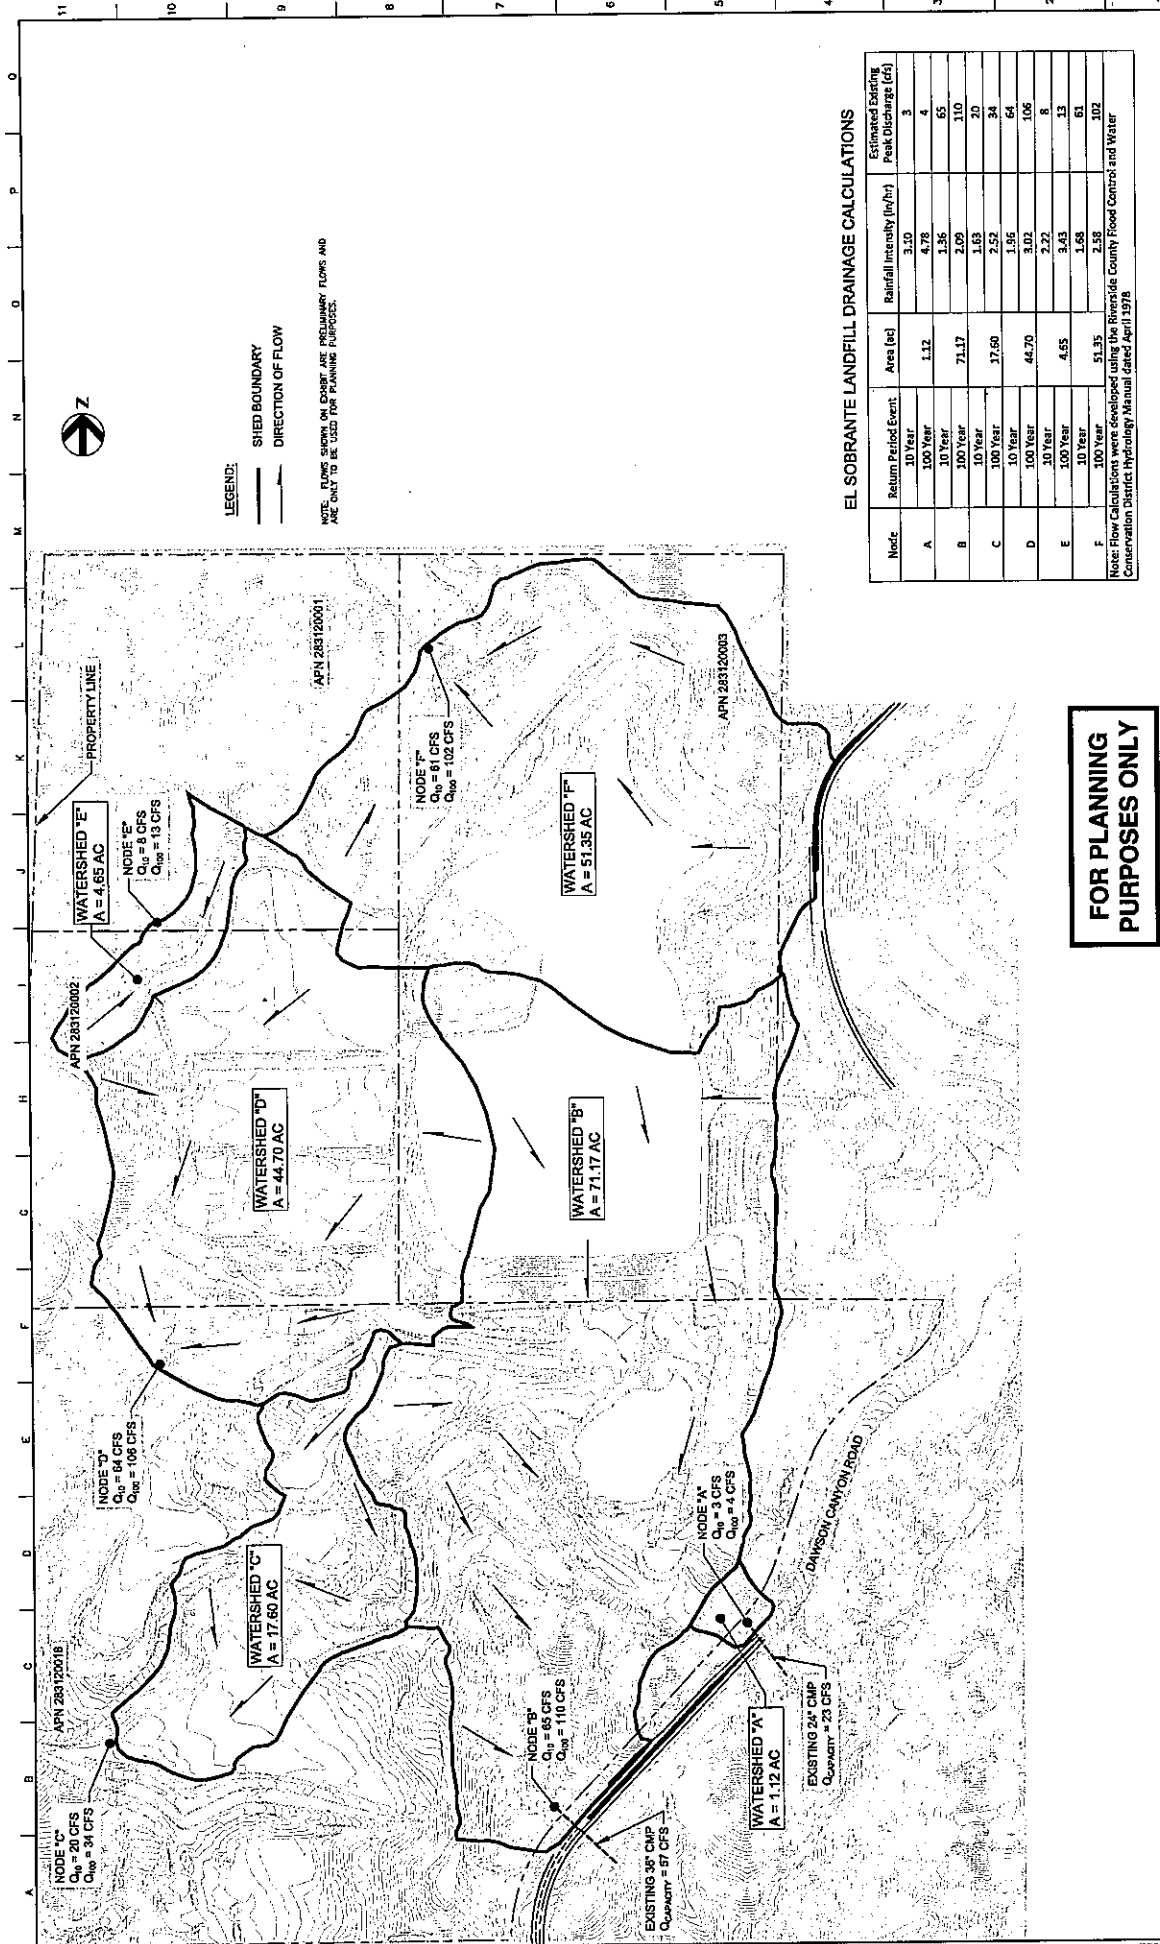 A
B
C
D
E
F
G
H
I
J
K
L
M
N
O
P
Q
11
10
9
8
7
6
5
4
3
2
Z
LEGEND:
SHED BOUNDARY
DIRECTION OF FLOW
NOTE: FLOWS SHOWN ON EXHIBIT ARE PRELIMINARY FLOWS AND
ARE ONLY TO BE USED FOR PLANNING PURPOSES.
PROPERTY LINE
NODE "C"
Q10 = 20 CFS
Q100 = 34 CFS
APN 283120018
WATERSHED "C"
A = 17.60 AC
NODE "D"
Q10 = 64 CFS
Q100 = 106 CFS
WATERSHED "D"
A = 44.70 AC
APN 283120002
WATERSHED "E"
A = 4.65 AC
NODE "E"
Q10 = 8 CFS
Q100 = 13 CFS
APN 283120001
NODE "F"
Q10 = 61 CFS
Q100 = 102 CFS
WATERSHED "F"
A = 51.35 AC
APN 283120003
WATERSHED "B"
A = 71.17 AC
NODE "B"
Q10 = 65 CFS
Q100 = 110 CFS
EXISTING 36" CMP
QCAPACITY = 57 CFS
NODE "A"
Q10 = 3 CFS
Q100 = 4 CFS
WATERSHED "A"
A = 1.12 AC
EXISTING 24" CMP
QCAPACITY = 23 CFS
DAWSON CANYON ROAD
EL SOBRANTE LANDFILL DRAINAGE CALCULATIONS
Node Return Period Event Area (ac) Rainfall Intensity (in/hr) Estimated Existing Peak Discharge (cfs)
A 10 Year 1.12 3.10 3
100 Year 4.78 4
B 10 Year 71.17 1.36 65
100 Year 2.09 110
C 10 Year 17.60 1.63 20
100 Year 2.52 34
D 10 Year 44.70 1.96 64
100 Year 3.02 106
E 10 Year 4.65 2.22 8
100 Year 3.43 13
F 10 Year 51.35 1.68 61
100 Year 2.58 102
Note: Flow Calculations were developed using the Riverside County Flood Control and Water
Conservation District Hydrology Manual dated April 1978
FOR PLANNING
PURPOSES ONLY